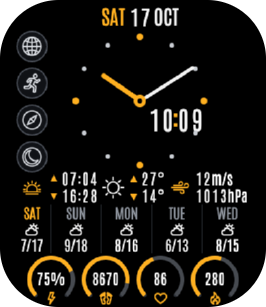 SAT 17 OCT
10:09
07:04 27° 12m/s
16:28 14° 1013hPa
SAT SUN MON TUE WED
7/17 9/18 8/16 6/13 8/15
75% 8670 86 280